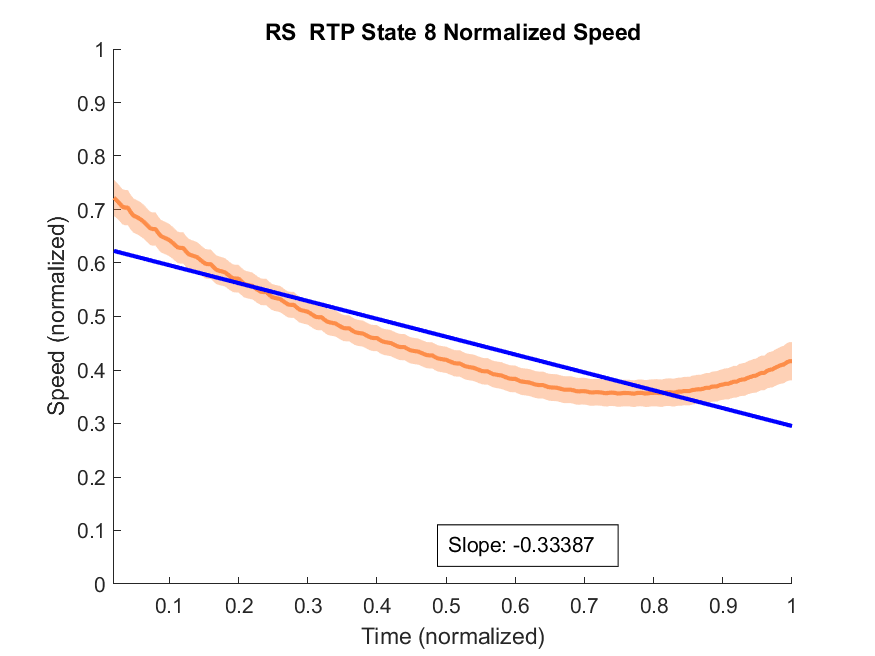 RS  RTP State 8 Normalized Speed
1
0.9
0.8
0.7
0.6
0.5
0.4
0.3
0.2
0.1
0
Speed (normalized)
Slope: -0.33387
0.1 0.2 0.3 0.4 0.5 0.6 0.7 0.8 0.9 1
Time (normalized)